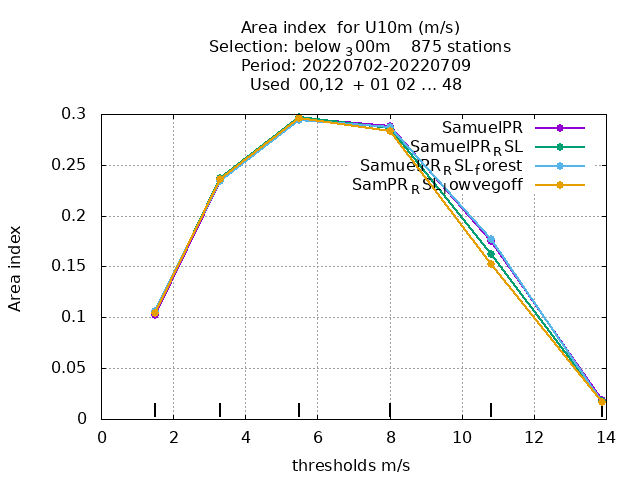 Area index  for U10m (m/s)
Selection: below ₃00m    875 stations
Period: 20220702-20220709
Used  00,12  + 01 02 ... 48
SamuelPR
SamuelPR_RSL
SamuelPR_RSL_forest
SamPR_RSL_lowvegoff
0.3
0.25
0.2
0.15
0.1
0.05
0
0 2 4 6 8 10 12 14
Area index
thresholds m/s